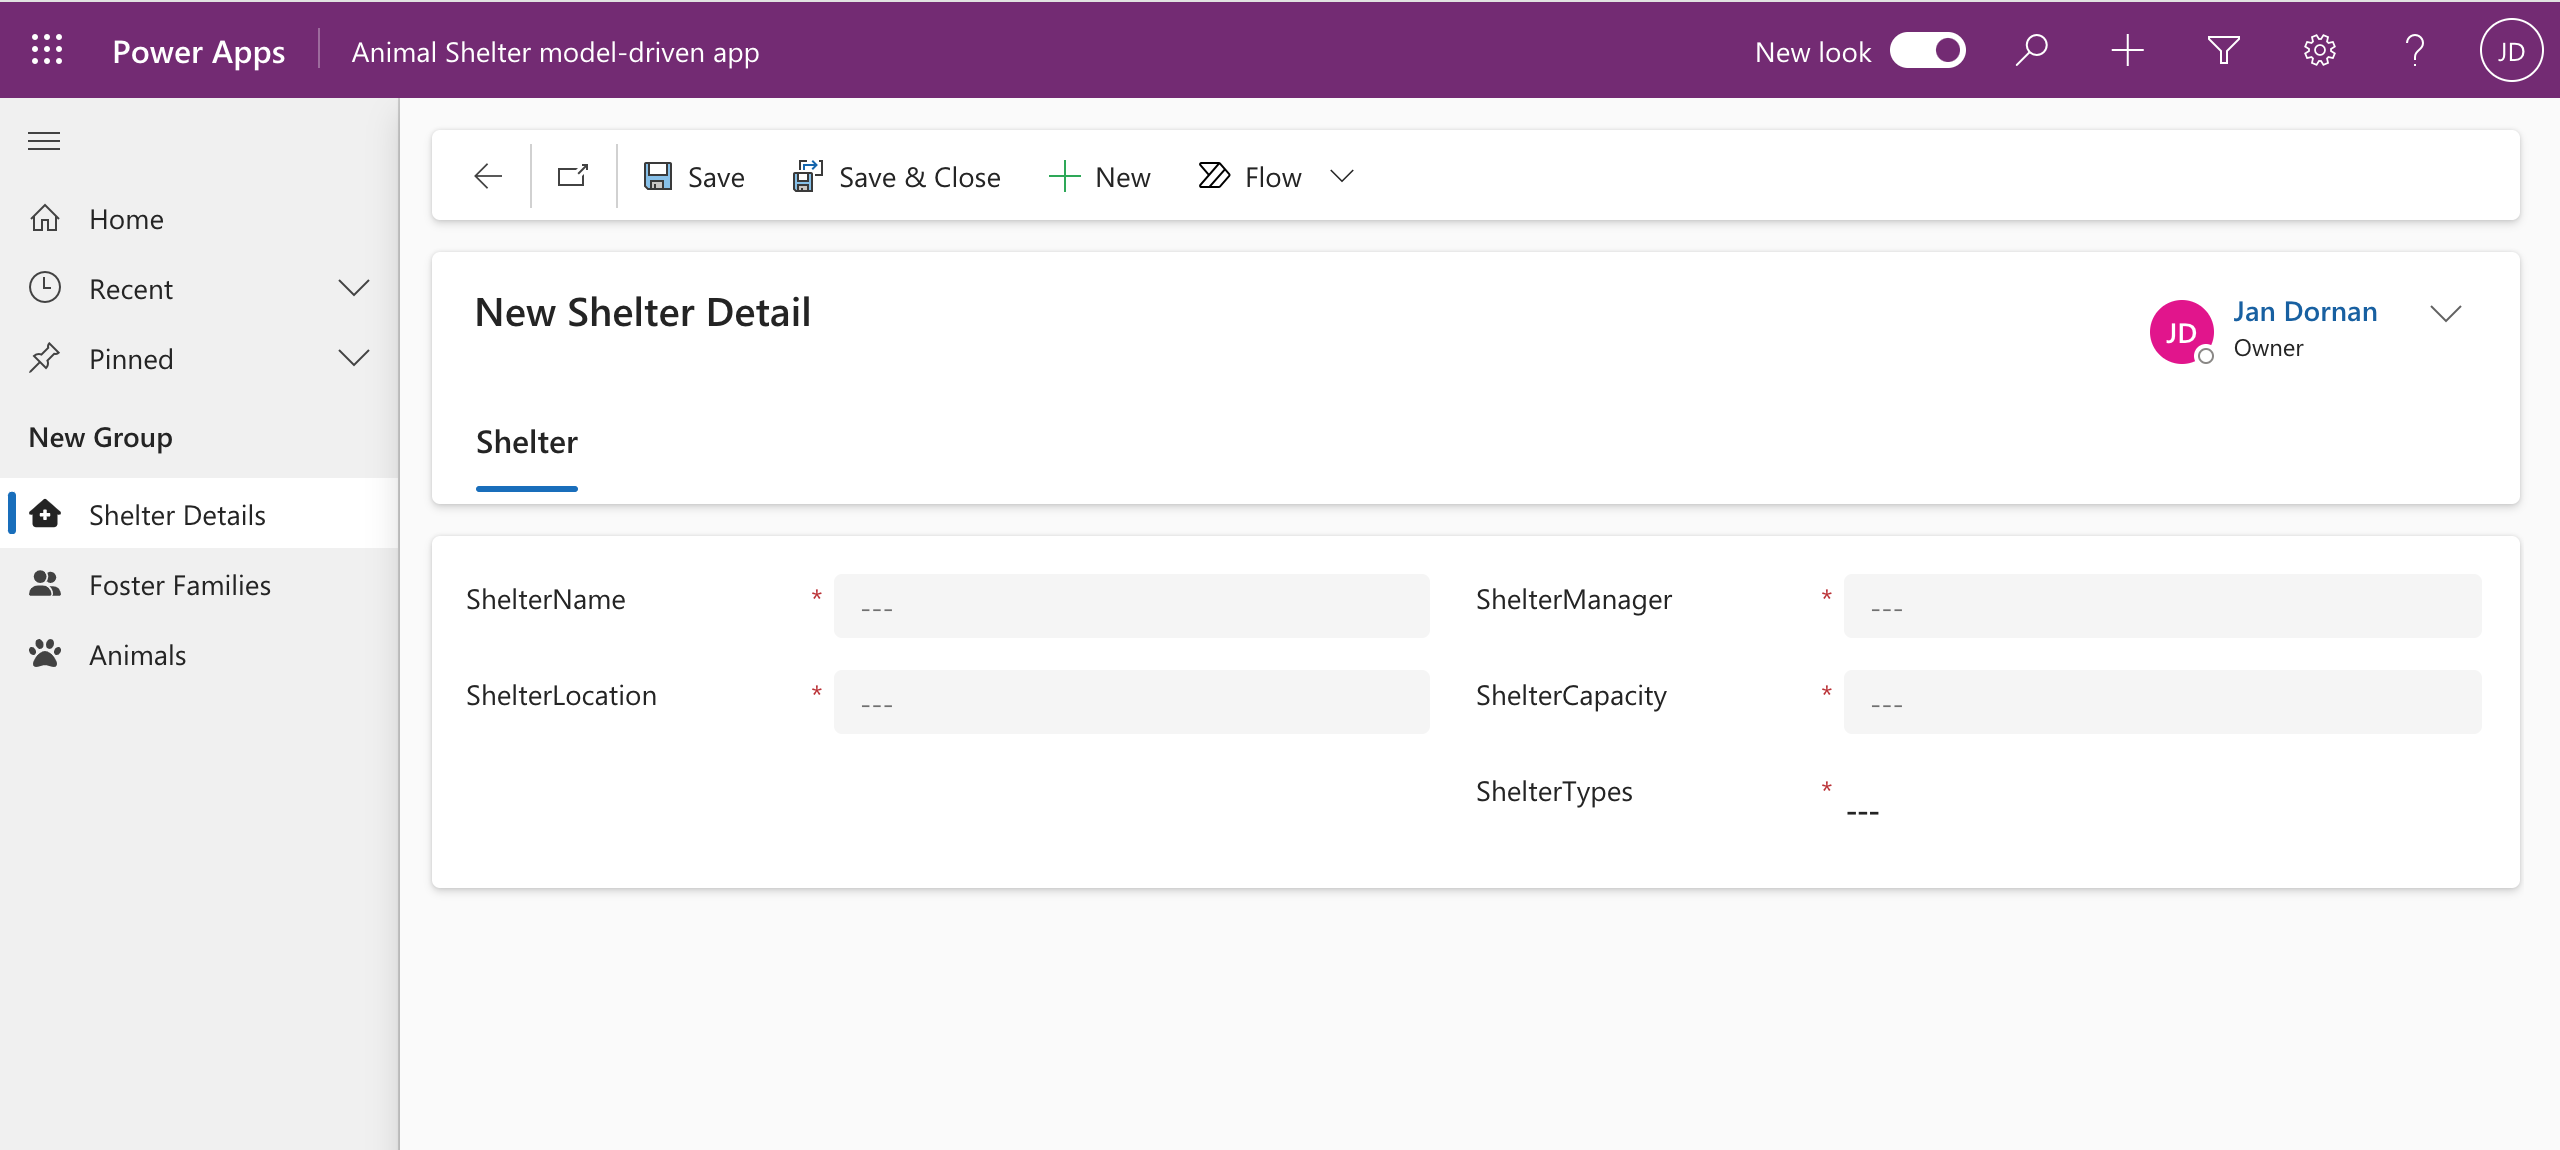 Power Apps
Animal Shelter model-driven app
New look
JD
Home
Recent
Pinned
New Group
Shelter Details
Foster Families
Animals
Save
Save & Close
New
Flow
New Shelter Detail
JD
Jan Dornan
Owner
Shelter
ShelterName * ---
ShelterManager * ---
ShelterLocation * ---
ShelterCapacity * ---
ShelterTypes * ---